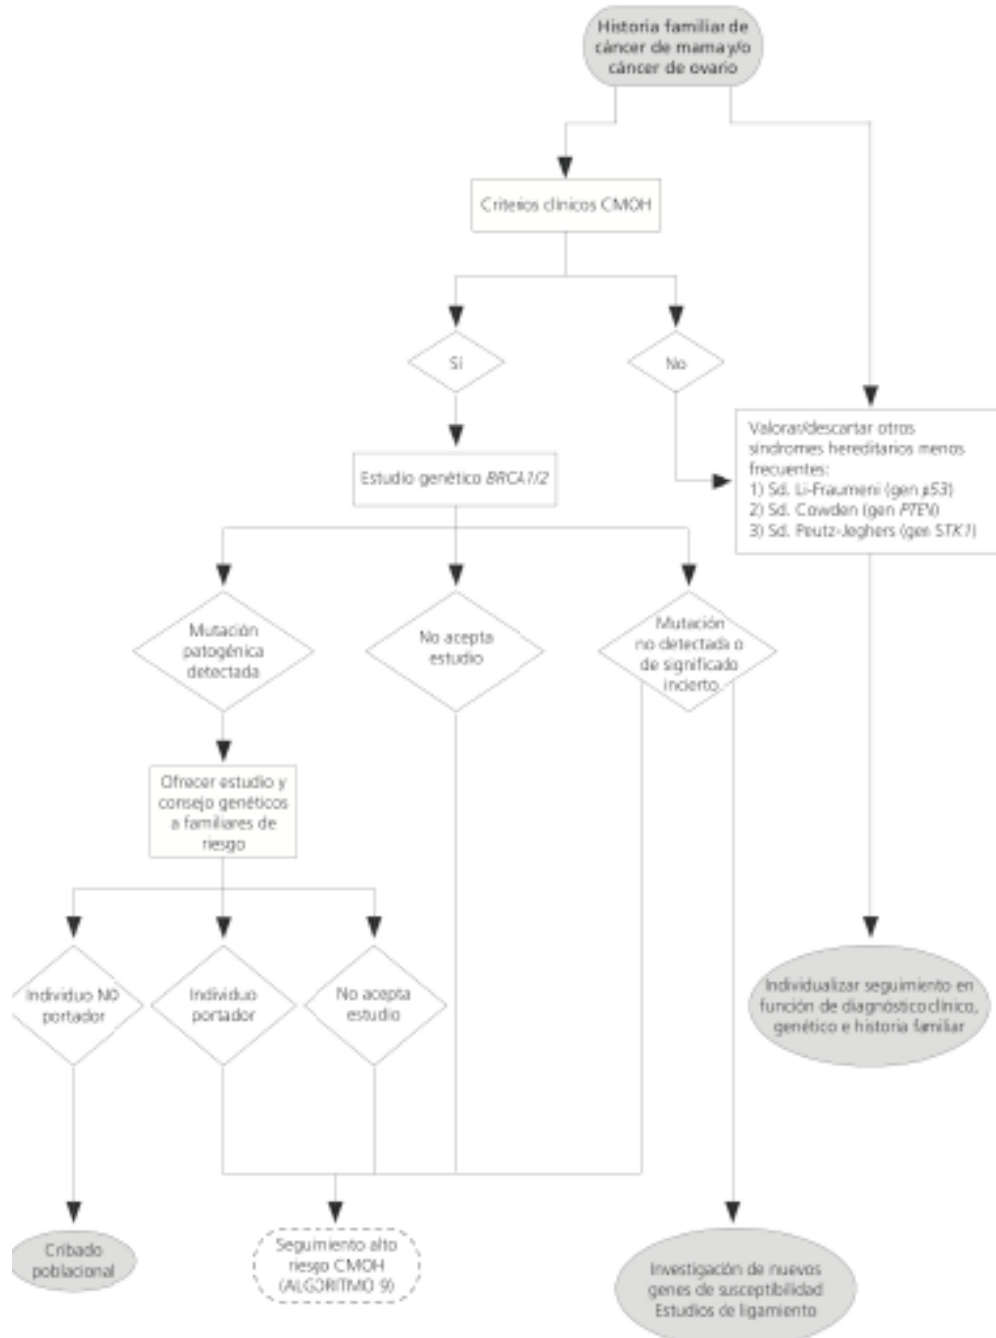 Historia familiar de
cáncer de mama y/o
cáncer de ovario
Criterios clínicos CMOH
Sí
No
Valorar/descartar otros
síndromes hereditarios menos
frecuentes:
1) Sd. Li-Fraumeni (gen p53)
2) Sd. Cowden (gen PTEN)
3) Sd. Peutz-Jeghers (gen STK1)
Estudio genético BRCA1/2
Mutación
patogénica
detectada
No acepta
estudio
Mutación
no detectada o
de significado
incierto.
Ofrecer estudio y
consejo genéticos
a familiares de
riesgo
Individuo NO
portador
Individuo
portador
No acepta
estudio
Individualizar seguimiento en
función de diagnóstico clínico,
genético e historia familiar
Cribado
poblacional
Seguimiento alto
riesgo CMOH
(ALGORITMO 9)
Investigación de nuevos
genes de susceptibilidad
Estudios de ligamiento